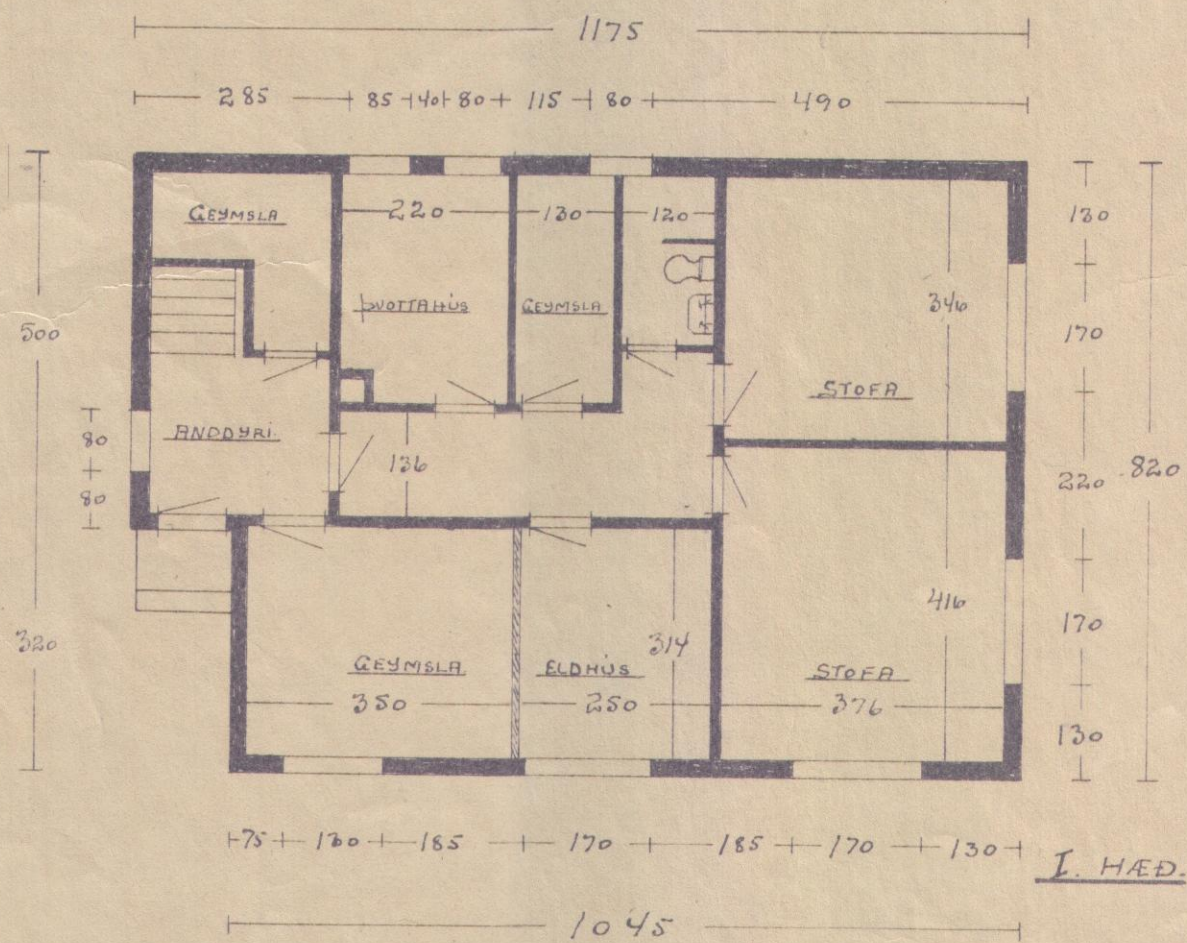 1175
285 85 40 80 115 80 490
GEYMSLA
220
130
120
130
500
ÞVOTTAHÚS
GEYMSLA
346
170
STOFA
80
ANDDYRI.
136
220
820
80
416
170
320
314
GEYMSLA
ELDHÚS
STOFA
350
250
376
130
75 130 185 170 185 170 130
I. HÆÐ.
1045